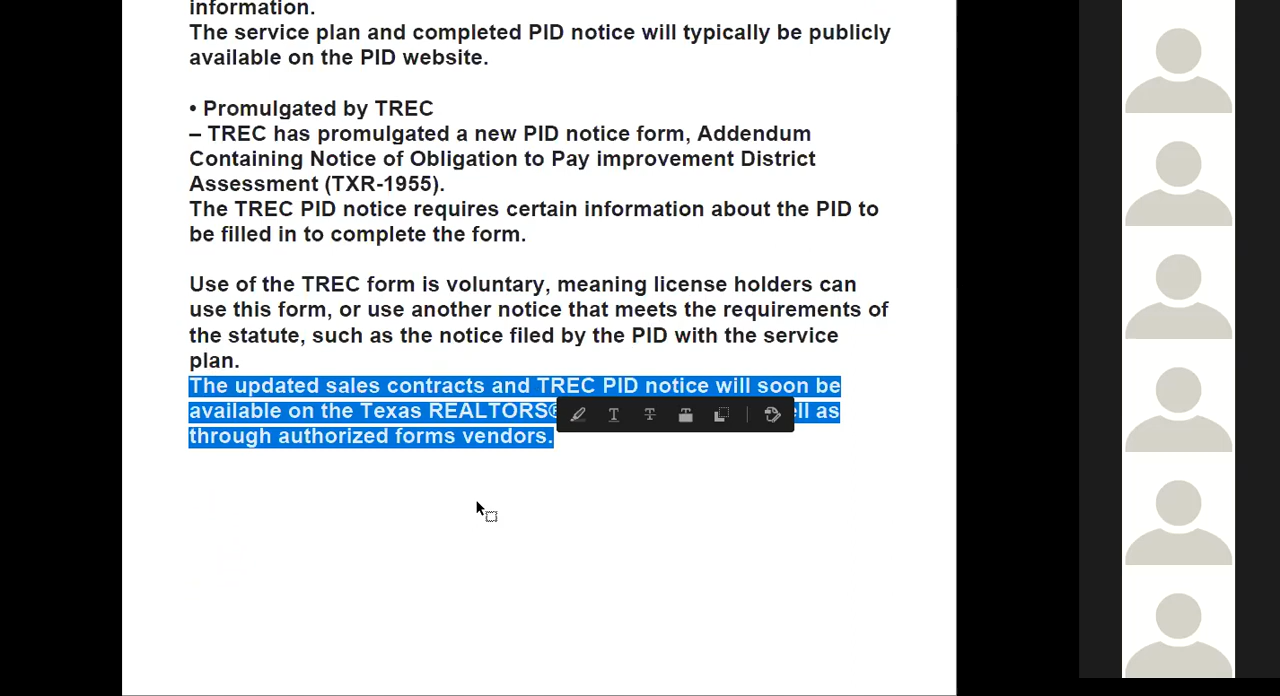 information.
The service plan and completed PID notice will typically be publicly
available on the PID website.
• Promulgated by TREC
– TREC has promulgated a new PID notice form, Addendum
Containing Notice of Obligation to Pay improvement District
Assessment (TXR-1955).
The TREC PID notice requires certain information about the PID to
be filled in to complete the form.
Use of the TREC form is voluntary, meaning license holders can
use this form, or use another notice that meets the requirements of
the statute, such as the notice filed by the PID with the service
plan.
The updated sales contracts and TREC PID notice will soon be
available on the Texas REALTORS® as
through authorized forms vendors.